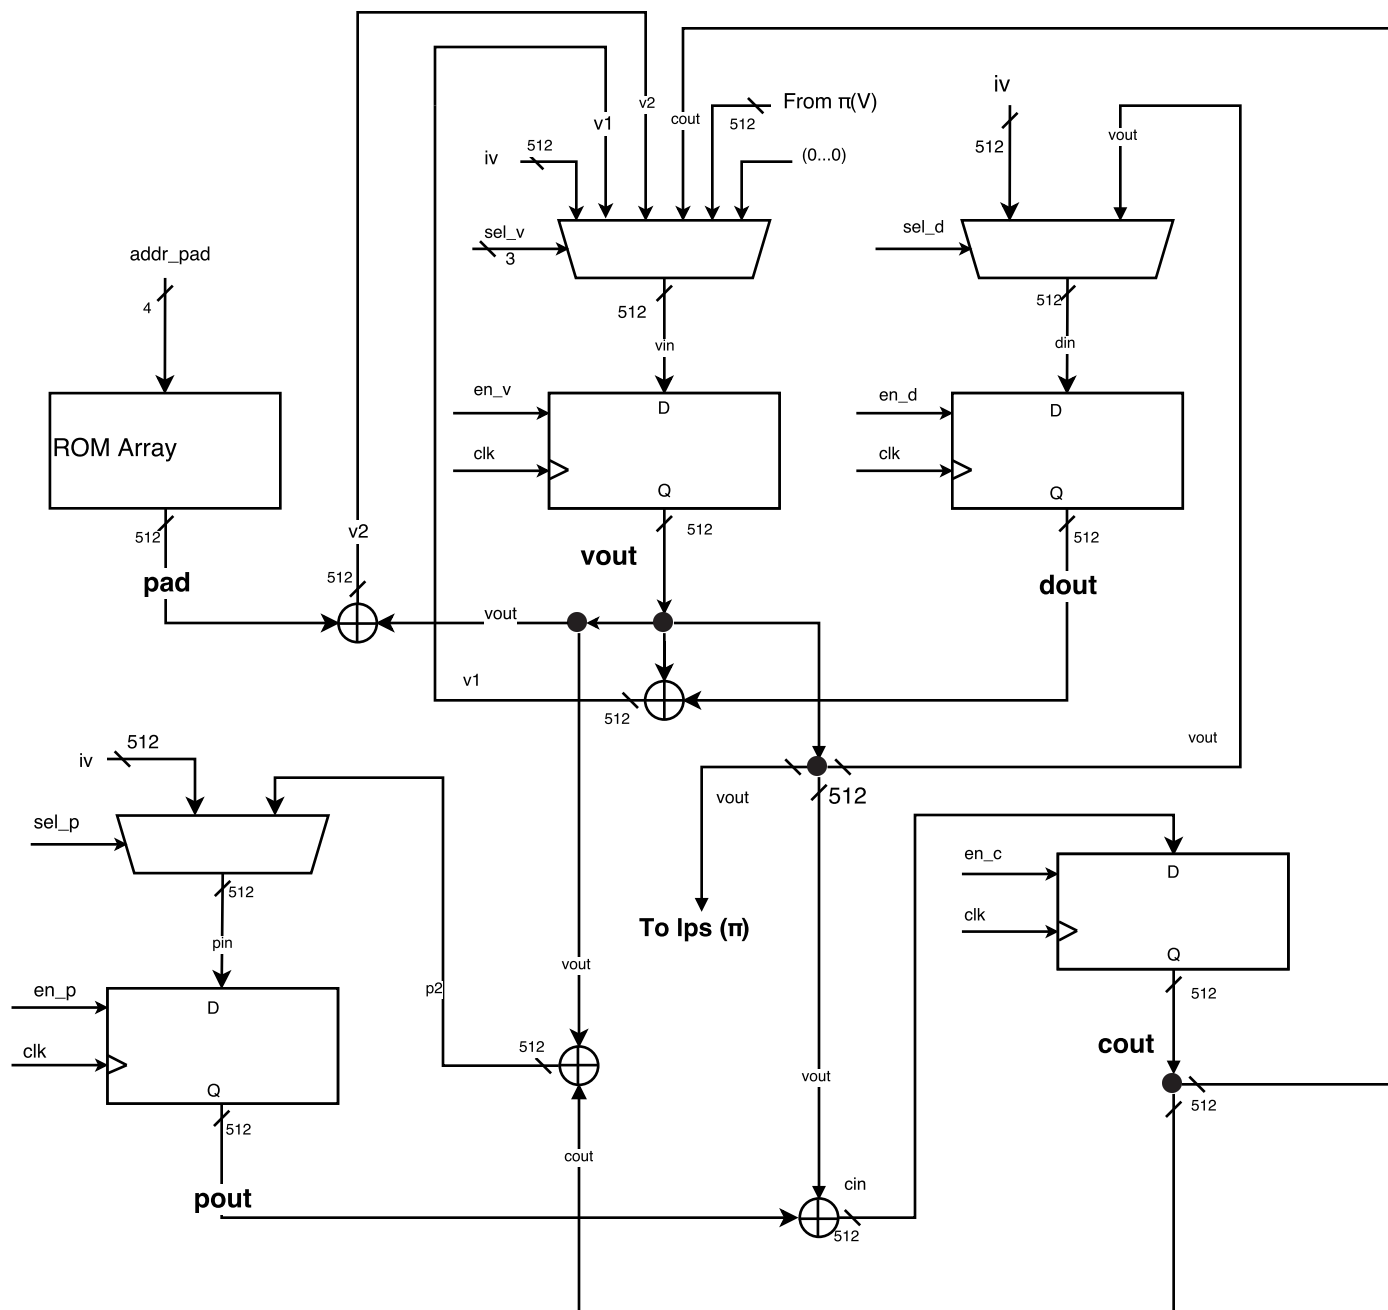 iv
v2
From π(V)
cout
v1
512
vout
512
512
iv
(0...0)
sel_v
3
sel_d
addr_pad
4
512
512
vin
din
en_v
D
en_d
D
clk
clk
ROM Array
Q
Q
512
v2
512
512
vout
pad
512
dout
vout
v1
512
vout
iv
512
vout
512
sel_p
en_c
D
512
clk
To lps (π)
pin
vout
Q
en_p
p2
512
D
clk
512
cout
vout
Q
512
512
cout
pout
cin
512